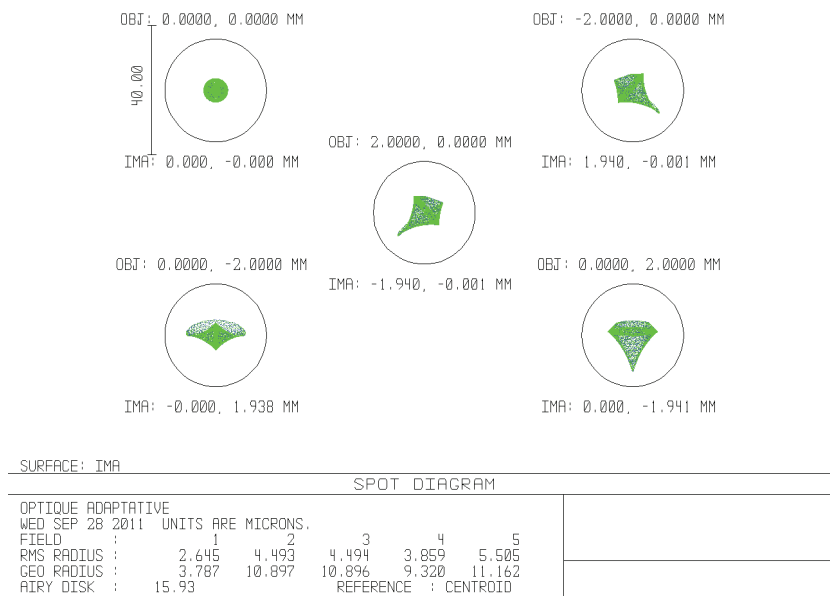 OBJ: 0.0000, 0.0000 MM
40.00
IMA: 0.000, -0.000 MM
OBJ: -2.0000, 0.0000 MM
IMA: 1.940, -0.001 MM
OBJ: 2.0000, 0.0000 MM
IMA: -1.940, -0.001 MM
OBJ: 0.0000, -2.0000 MM
IMA: -0.000, 1.938 MM
OBJ: 0.0000, 2.0000 MM
IMA: 0.000, -1.941 MM
SURFACE: IMA
SPOT DIAGRAM
OPTIQUE ADAPTATIVE
WED SEP 28 2011 UNITS ARE MICRONS.
FIELD : 1 2 3 4 5
RMS RADIUS : 2.645 4.493 4.494 3.859 5.505
GEO RADIUS : 3.787 10.897 10.896 9.320 11.162
AIRY DISK : 15.93 REFERENCE : CENTROID